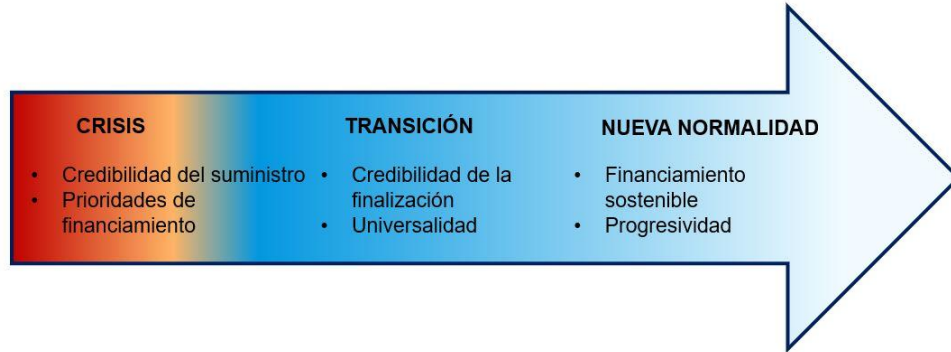 CRISIS
• Credibilidad del suministro
• Prioridades de
financiamiento
TRANSICIÓN
• Credibilidad de la
finalización
• Universalidad
NUEVA NORMALIDAD
• Financiamiento
sostenible
• Progresividad